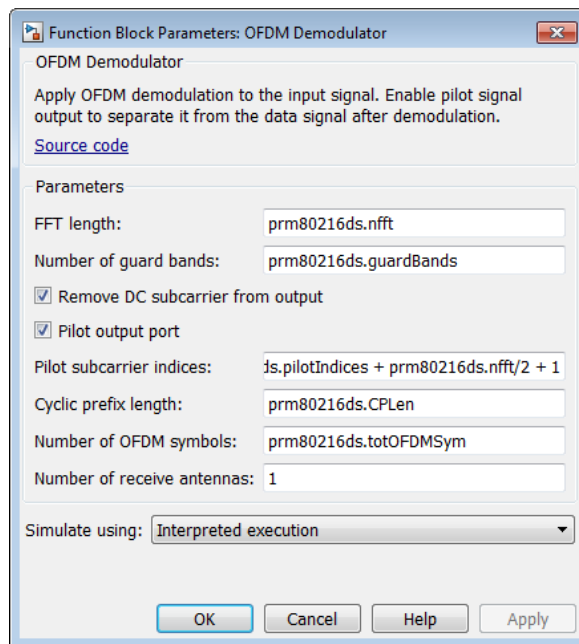 Function Block Parameters: OFDM Demodulator
OFDM Demodulator
Apply OFDM demodulation to the input signal. Enable pilot signal
output to separate it from the data signal after demodulation.
Source code
Parameters
FFT length: prm80216ds.nfft
Number of guard bands: prm80216ds.guardBands
Remove DC subcarrier from output
Pilot output port
Pilot subcarrier indices: ds.pilotIndices + prm80216ds.nfft/2 + 1
Cyclic prefix length: prm80216ds.CPLen
Number of OFDM symbols: prm80216ds.totOFDMSym
Number of receive antennas: 1
Simulate using: Interpreted execution
OK Cancel Help Apply